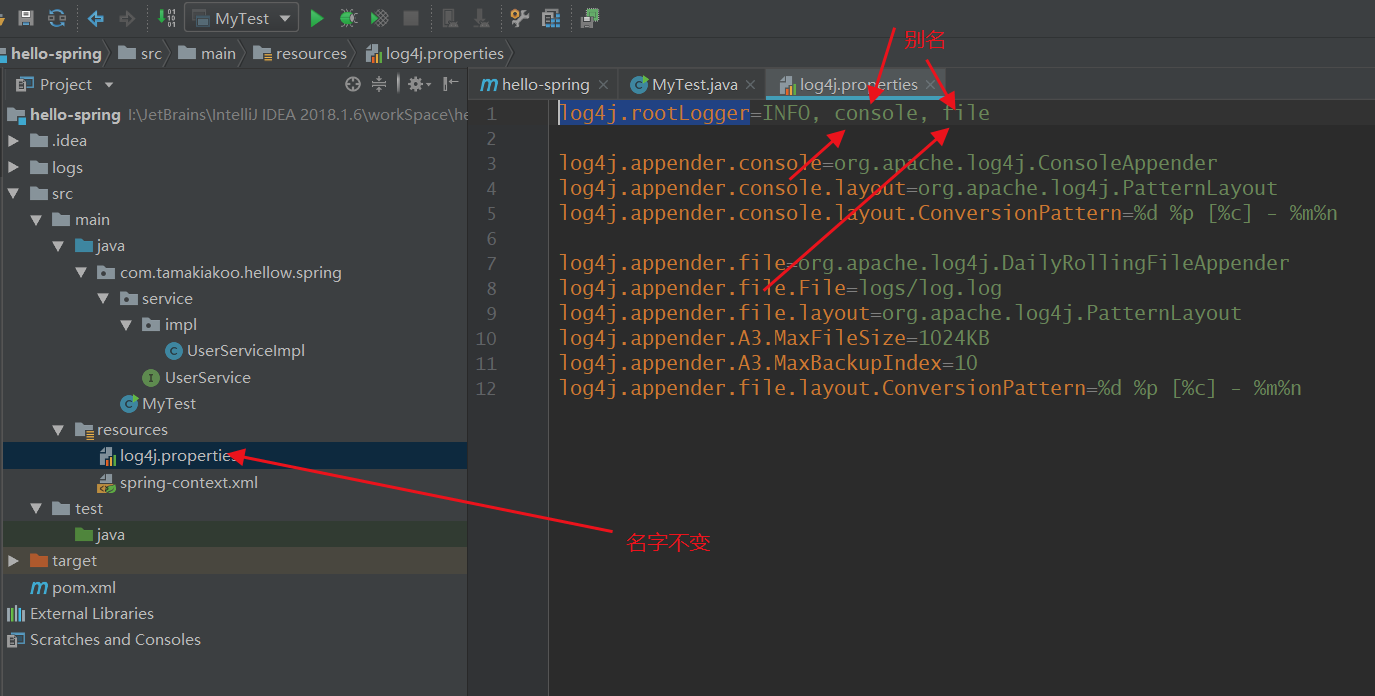 MyTest
别名
hello-spring
src
main
resources
log4j.properties
Project
hello-spring
MyTest.java
log4j.properties
hello-spring I:\JetBrains\IntelliJ IDEA 2018.1.6\workSpace\he
.idea
logs
src
main
java
com.tamakiakoo.hellow.spring
service
impl
UserServiceImpl
UserService
MyTest
resources
log4j.properties
spring-context.xml
test
java
target
pom.xml
External Libraries
Scratches and Consoles
1 log4j.rootLogger=INFO, console, file
2
3 log4j.appender.console=org.apache.log4j.ConsoleAppender
4 log4j.appender.console.layout=org.apache.log4j.PatternLayout
5 log4j.appender.console.layout.ConversionPattern=%d %p [%c] - %m%n
6
7 log4j.appender.file=org.apache.log4j.DailyRollingFileAppender
8 log4j.appender.file.File=logs/log.log
9 log4j.appender.file.layout=org.apache.log4j.PatternLayout
10 log4j.appender.A3.MaxFileSize=1024KB
11 log4j.appender.A3.MaxBackupIndex=10
12 log4j.appender.file.layout.ConversionPattern=%d %p [%c] - %m%n
名字不变